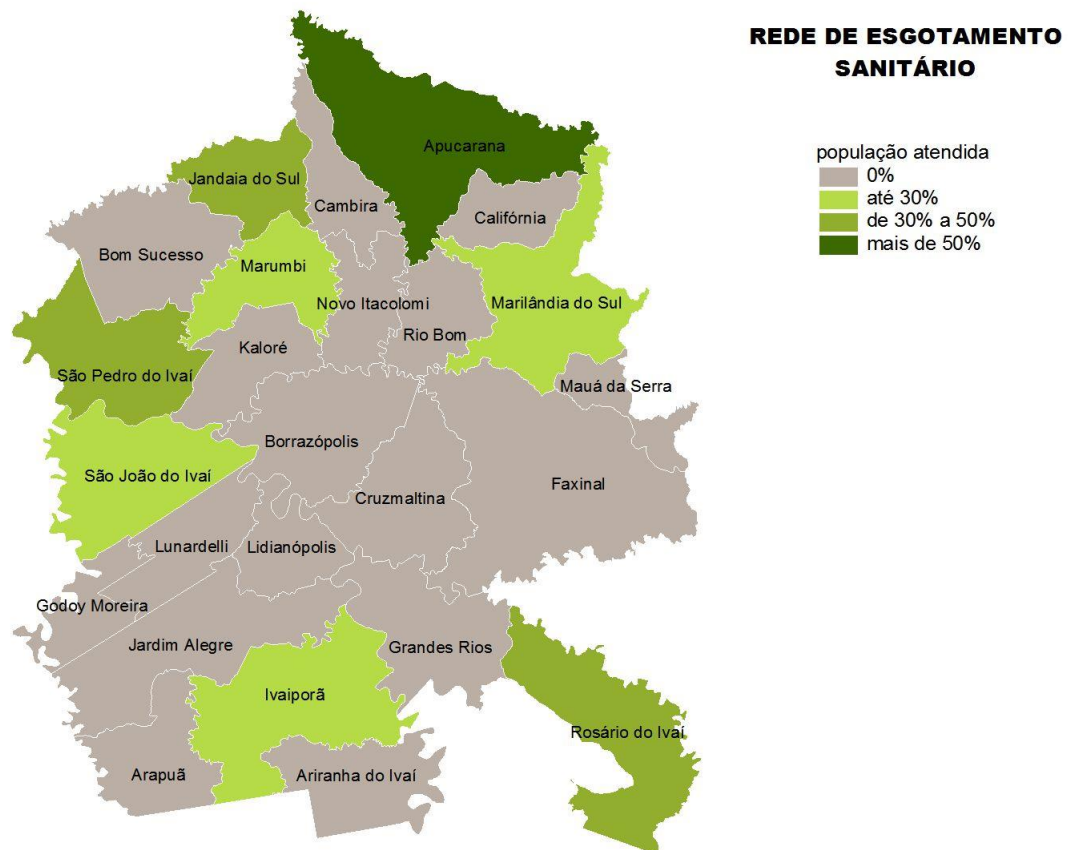 REDE DE ESGOTAMENTO
SANITÁRIO
população atendida
0%
até 30%
de 30% a 50%
mais de 50%
Apucarana
Jandaia do Sul
Cambira
Califórnia
Bom Sucesso
Marumbi
Novo Itacolomi
Marilândia do Sul
Rio Bom
Kaloré
São Pedro do Ivaí
Mauá da Serra
Borrazópolis
São João do Ivaí
Faxinal
Cruzmaltina
Lunardelli
Lidianópolis
Godoy Moreira
Jardim Alegre
Grandes Rios
Ivaiporã
Rosário do Ivaí
Arapuã
Ariranha do Ivaí